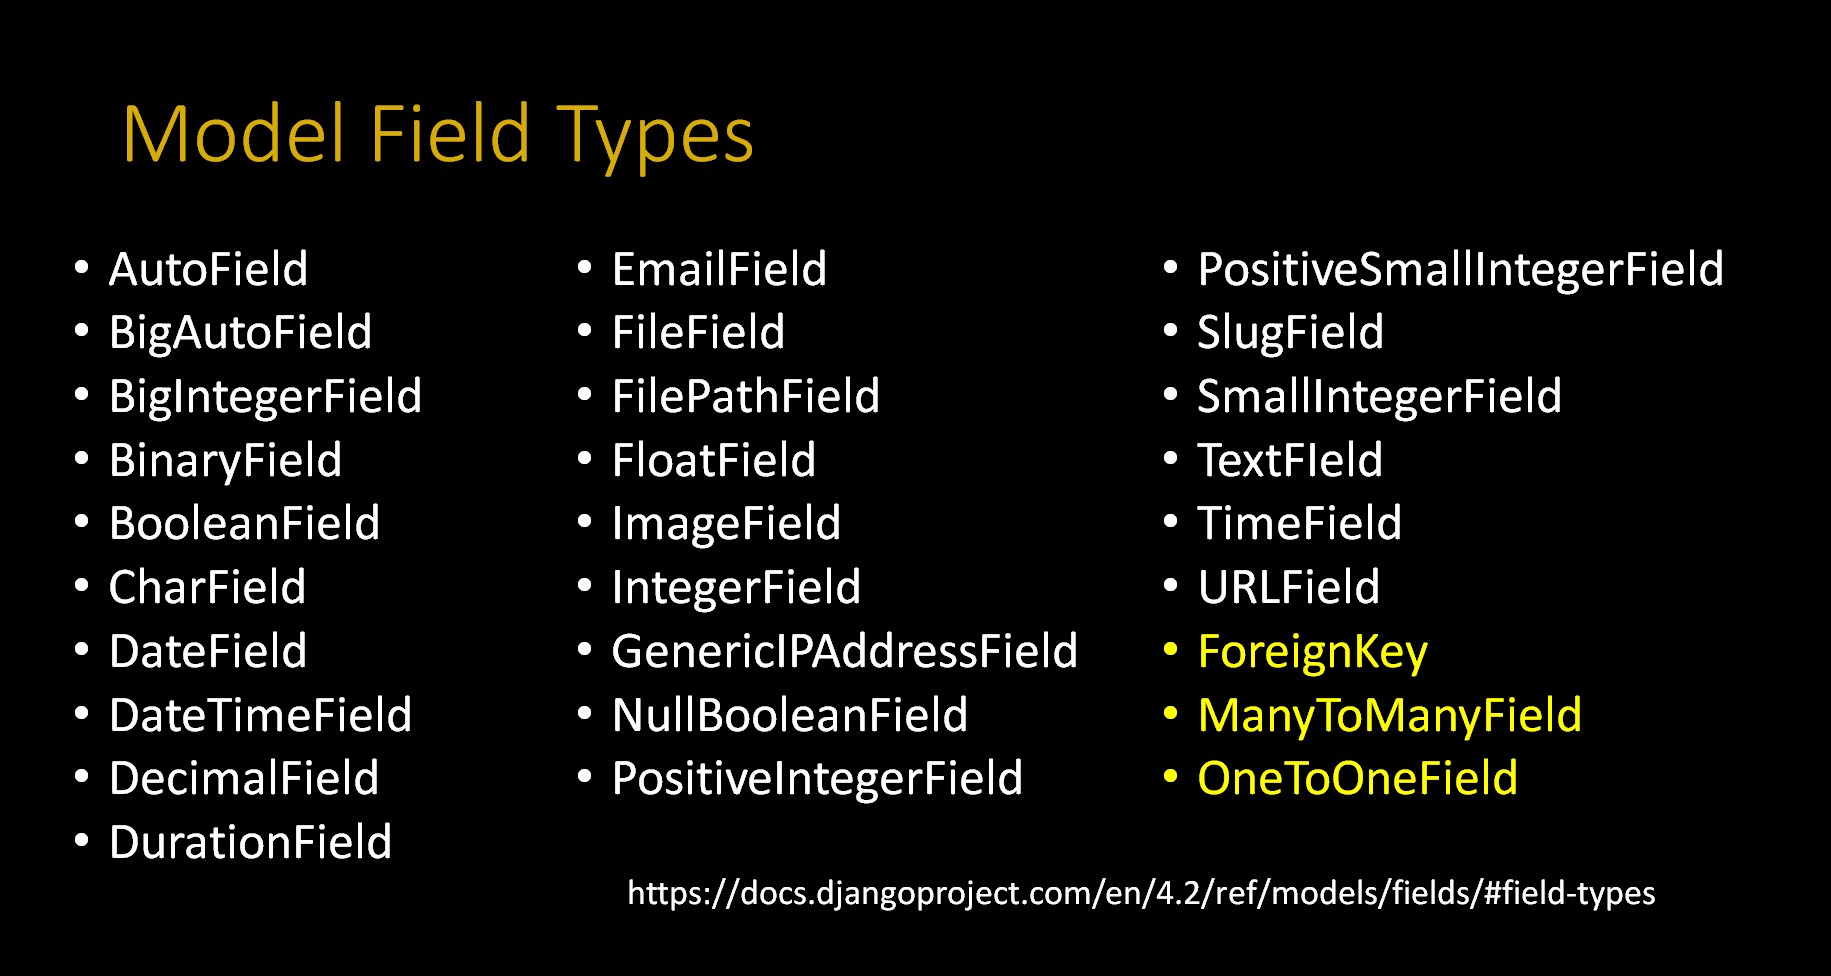 Model Field Types
• AutoField
• BigAutoField
• BigIntegerField
• BinaryField
• BooleanField
• CharField
• DateField
• DateTimeField
• DecimalField
• DurationField
• EmailField
• FileField
• FilePathField
• FloatField
• ImageField
• IntegerField
• GenericIPAddressField
• NullBooleanField
• PositiveIntegerField
• PositiveSmallIntegerField
• SlugField
• SmallIntegerField
• TextFIeld
• TimeField
• URLField
• ForeignKey
• ManyToManyField
• OneToOneField
https://docs.djangoproject.com/en/4.2/ref/models/fields/#field-types